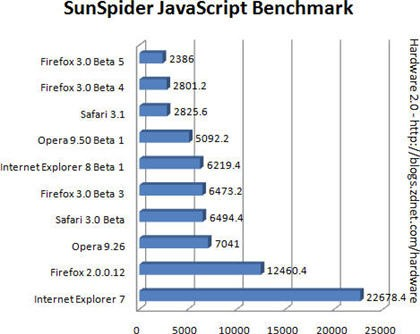 SunSpider JavaScript Benchmark
Firefox 3.0 Beta 5 2386
Firefox 3.0 Beta 4 2801.2
Safari 3.1 2825.6
Opera 9.50 Beta 1 5092.2
Internet Explorer 8 Beta 1 6219.4
Firefox 3.0 Beta 3 6473.2
Safari 3.0 Beta 6494.4
Opera 9.26 7041
Firefox 2.0.0.12 12460.4
Internet Explorer 7 22678.4
0 5000 10000 15000 20000 25000
Hardware 2.0 - http://blogs.zdnet.com/hardware